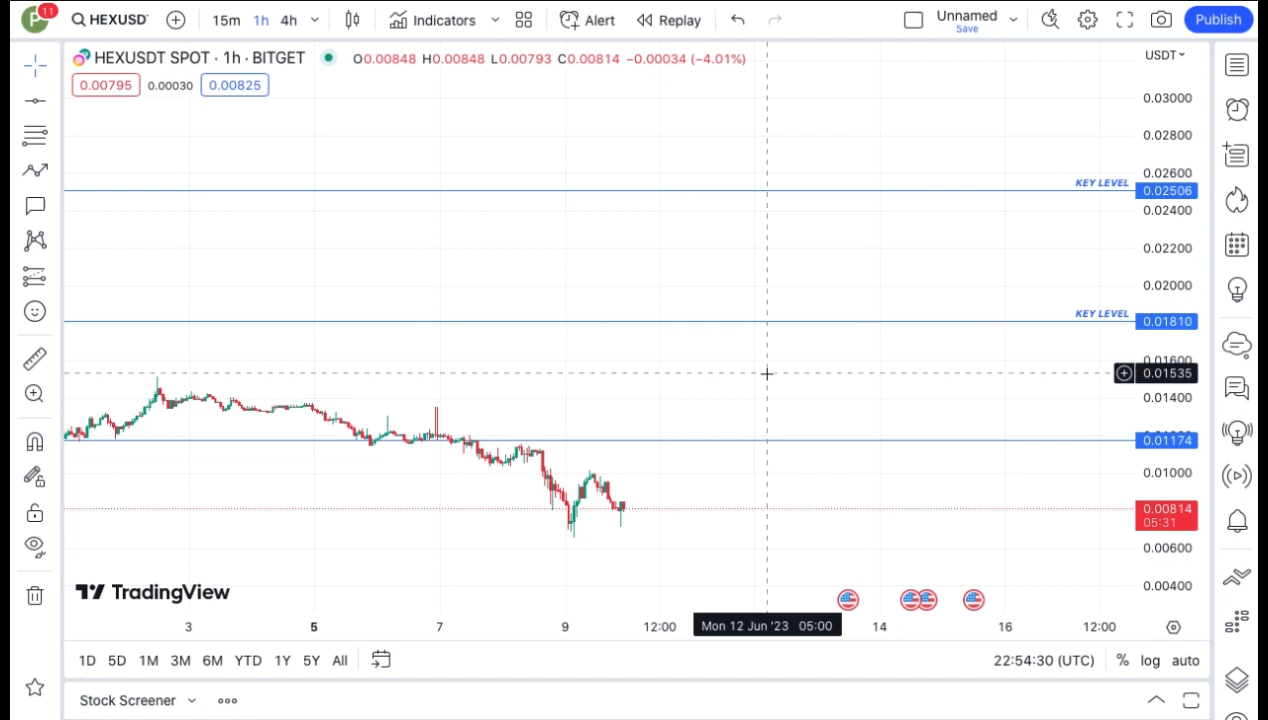 P 11 HEXUSD 15m 1h 4h Indicators Alert Replay Unnamed Save Publish
HEXUSDT SPOT · 1h · BITGET O0.00848 H0.00848 L0.00793 C0.00814 −0.00034 (−4.01%) USDT
0.00795 0.00030 0.00825
0.03000
0.02800
0.02600
KEY LEVEL 0.02506
0.02400
0.02200
0.02000
KEY LEVEL 0.01810
0.01535
0.01400
0.01174
0.01000
0.00814
05:31
0.00600
0.00400
TradingView
3 5 7 9 12:00 Mon 12 Jun '23 05:00 14 16 12:00
1D 5D 1M 3M 6M YTD 1Y 5Y All 22:54:30 (UTC) % log auto
Stock Screener